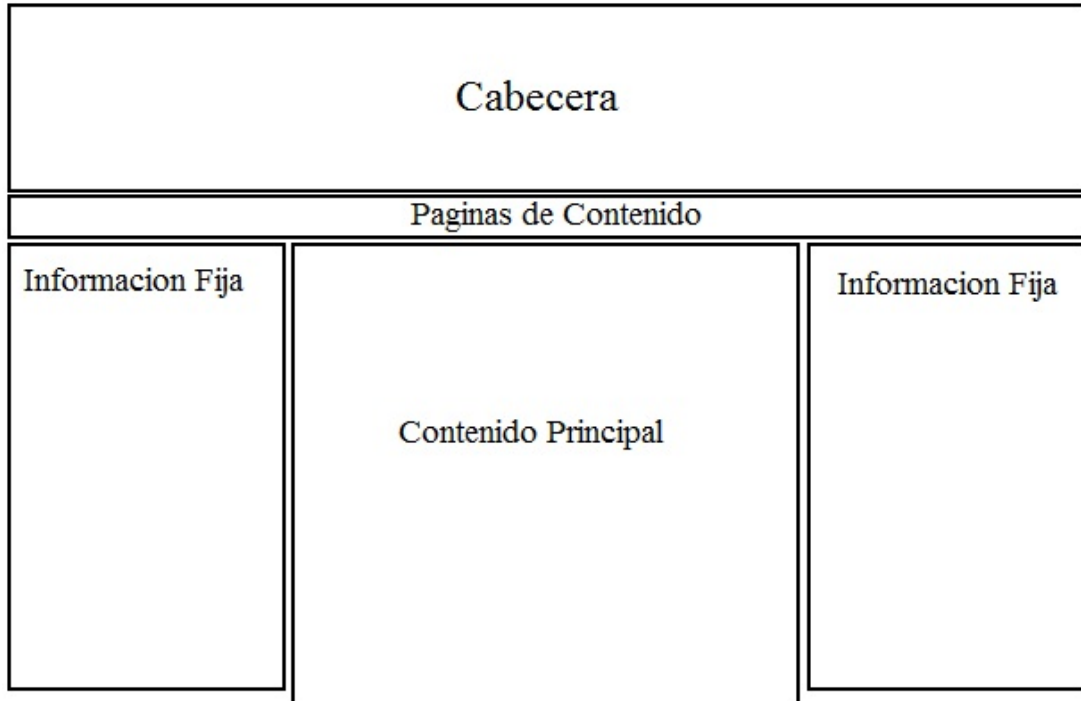 Cabecera
Paginas de Contenido
Informacion Fija
Contenido Principal
Informacion Fija